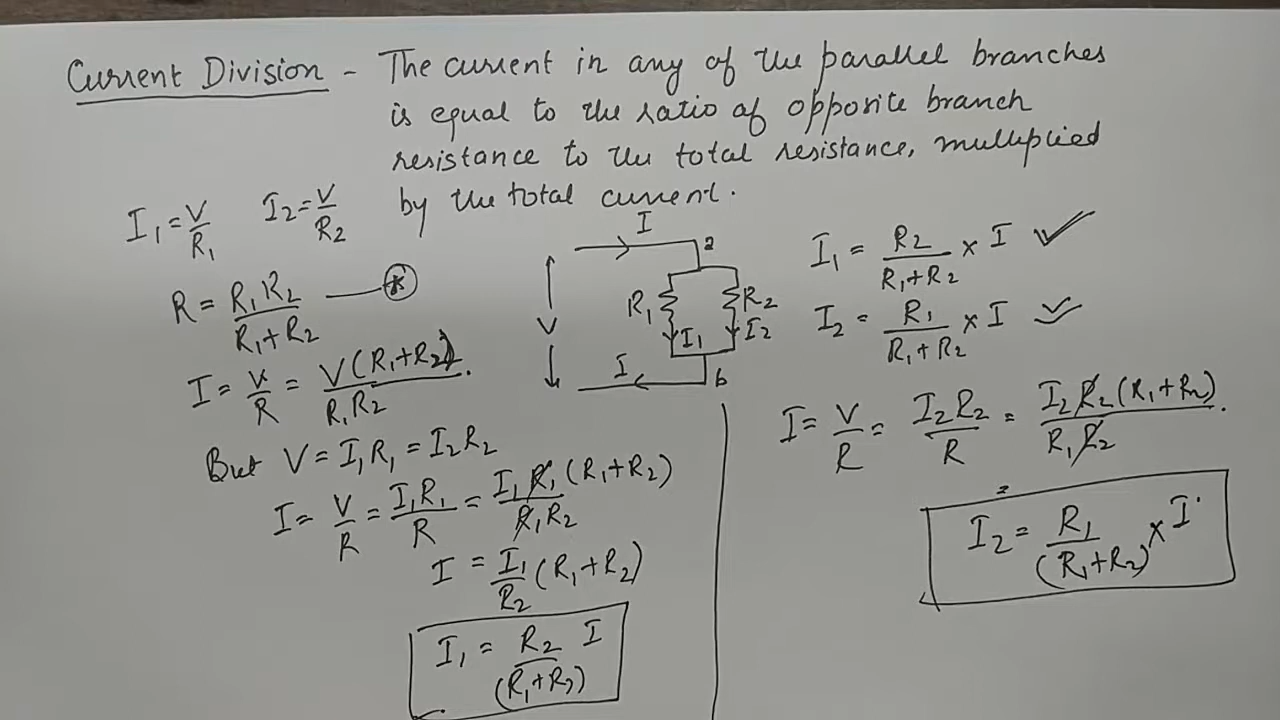 Current Division - The current in any of the parallel branches
is equal to the ratio of opposite branch
resistance to the total resistance, multiplied
by the total current.
I₁ = V/R₁ I₂ = V/R₂
R = R₁R₂/(R₁+R₂) — *
I = V/R = V(R₁+R₂)/R₁R₂.
But V = I₁R₁ = I₂R₂
I = V/R = I₁R₁/R = I₁R₁(R₁+R₂)/R₁R₂
I = I₁/R₂ (R₁+R₂)
I₁ = R₂/(R₁+R₂) I
I
a
V
R₁
R₂
I₁
I₂
I
b
I₁ = R₂/(R₁+R₂) × I ✓
I₂ = R₁/(R₁+R₂) × I ✓
I = V/R = I₂R₂/R = I₂R₂(R₁+R₂)/R₁R₂.
I₂ = R₁/(R₁+R₂) × I